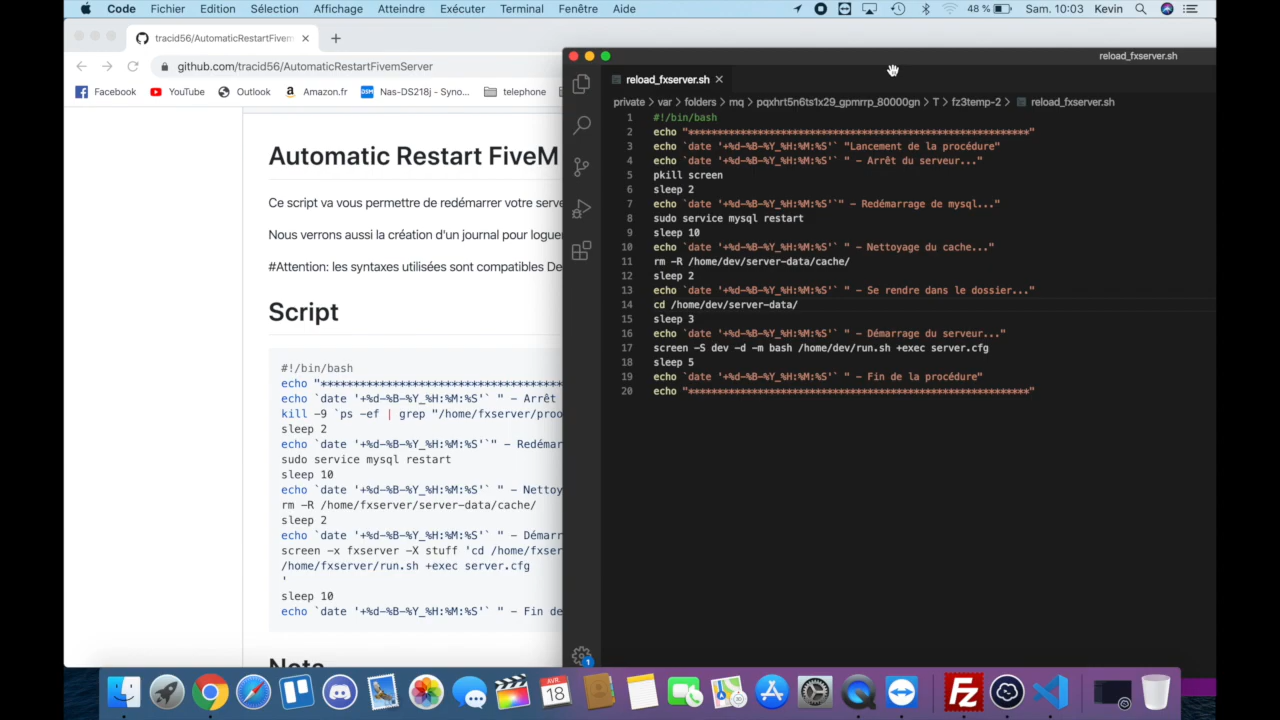 Code Fichier Edition Sélection Affichage Atteindre Exécuter Terminal Fenêtre Aide 48 % Sam. 10:03 Kevin
tracid56/AutomaticRestartFivem
github.com/tracid56/AutomaticRestartFivemServer
Facebook YouTube Outlook Amazon.fr Nas-DS218j - Syno... telephone
Automatic Restart FiveM
Ce script va vous permettre de redémarrer votre serve
Nous verrons aussi la création d'un journal pour logue
#Attention: les syntaxes utilisées sont compatibles De
Script
#!/bin/bash
echo "******************************************
echo `date '+%d-%B-%Y_%H:%M:%S'` " - Arrêt
kill -9 `ps -ef | grep "/home/fxserver/proo
sleep 2
echo `date '+%d-%B-%Y_%H:%M:%S'`" - Redémar
sudo service mysql restart
sleep 10
echo `date '+%d-%B-%Y_%H:%M:%S'` " - Nettoy
rm -R /home/fxserver/server-data/cache/
sleep 2
echo `date '+%d-%B-%Y_%H:%M:%S'` " - Démarr
screen -x fxserver -X stuff 'cd /home/fxser
/home/fxserver/run.sh +exec server.cfg
'
sleep 10
echo `date '+%d-%B-%Y_%H:%M:%S'` " - Fin de
Note
reload_fxserver.sh
reload_fxserver.sh
private > var > folders > mq > pqxhrt5n6ts1x29_gpmrrp_80000gn > T > fz3temp-2 > reload_fxserver.sh
1 #!/bin/bash
2 echo "***********************************************************"
3 echo `date '+%d-%B-%Y_%H:%M:%S'` "Lancement de la procédure"
4 echo `date '+%d-%B-%Y_%H:%M:%S'` " - Arrêt du serveur..."
5 pkill screen
6 sleep 2
7 echo `date '+%d-%B-%Y_%H:%M:%S'`" - Redémarrage de mysql..."
8 sudo service mysql restart
9 sleep 10
10 echo `date '+%d-%B-%Y_%H:%M:%S'` " - Nettoyage du cache..."
11 rm -R /home/dev/server-data/cache/
12 sleep 2
13 echo `date '+%d-%B-%Y_%H:%M:%S'` " - Se rendre dans le dossier..."
14 cd /home/dev/server-data/
15 sleep 3
16 echo `date '+%d-%B-%Y_%H:%M:%S'` " - Démarrage du serveur..."
17 screen -S dev -d -m bash /home/dev/run.sh +exec server.cfg
18 sleep 5
19 echo `date '+%d-%B-%Y_%H:%M:%S'` " - Fin de la procédure"
20 echo "***********************************************************"
1
AVR.
18